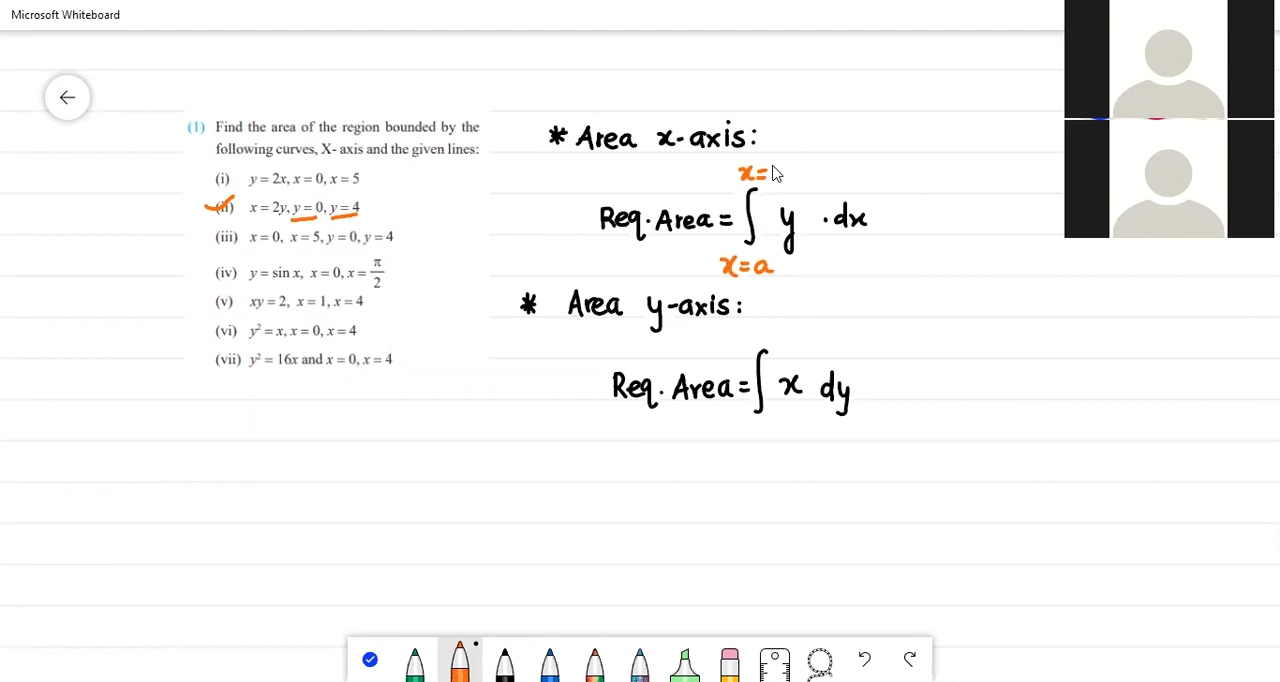 Microsoft Whiteboard
(1) Find the area of the region bounded by the
following curves, X- axis and the given lines:
(i) y = 2x, x = 0, x = 5
(ii) x = 2y, y = 0, y = 4
(iii) x = 0, x = 5, y = 0, y = 4
(iv) y = sin x, x = 0, x = π/2
(v) xy = 2, x = 1, x = 4
(vi) y² = x, x = 0, x = 4
(vii) y² = 16x and x = 0, x = 4
* Area x-axis:
x=
Req. Area = ∫ y . dx
x=a
* Area y-axis:
Req. Area = ∫ x dy